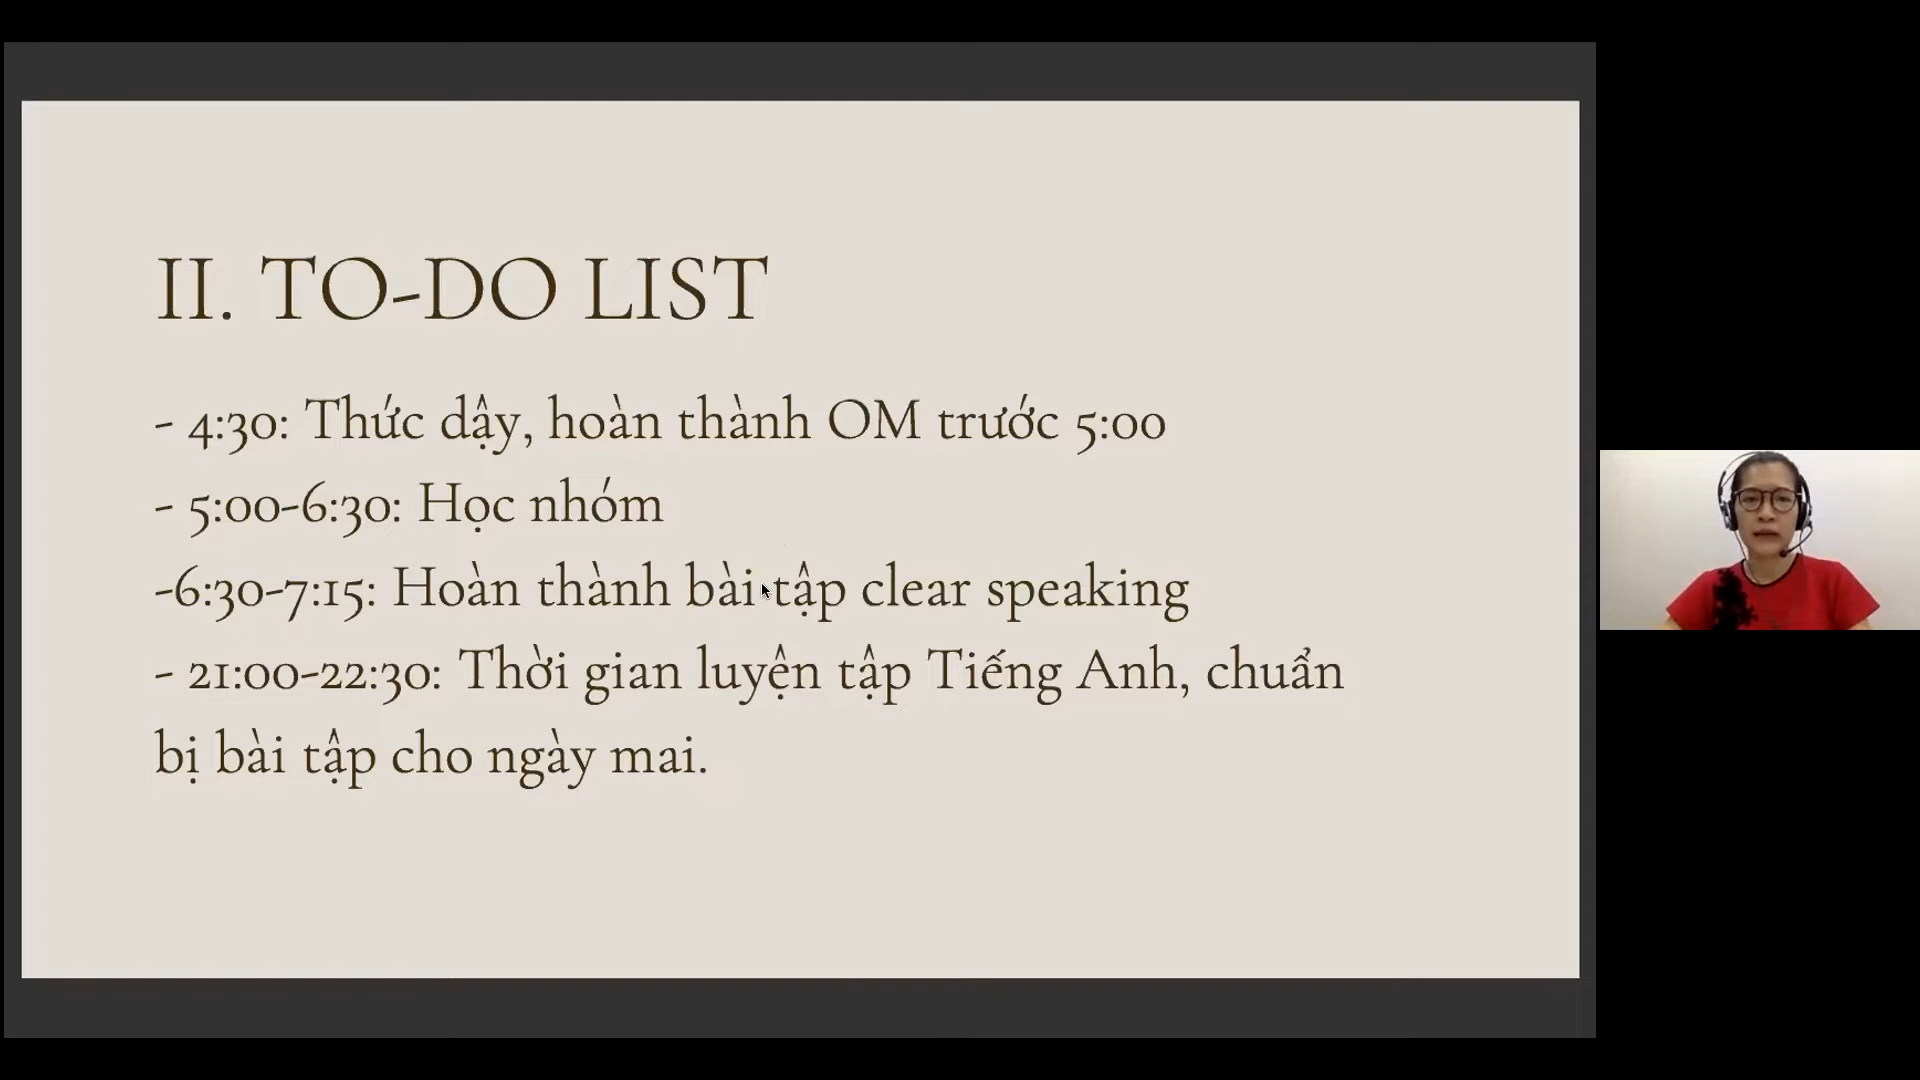 II. TO-DO LIST
- 4:30: Thức dậy, hoàn thành OM trước 5:00
- 5:00-6:30: Học nhóm
-6:30-7:15: Hoàn thành bài tập clear speaking
- 21:00-22:30: Thời gian luyện tập Tiếng Anh, chuẩn
bị bài tập cho ngày mai.